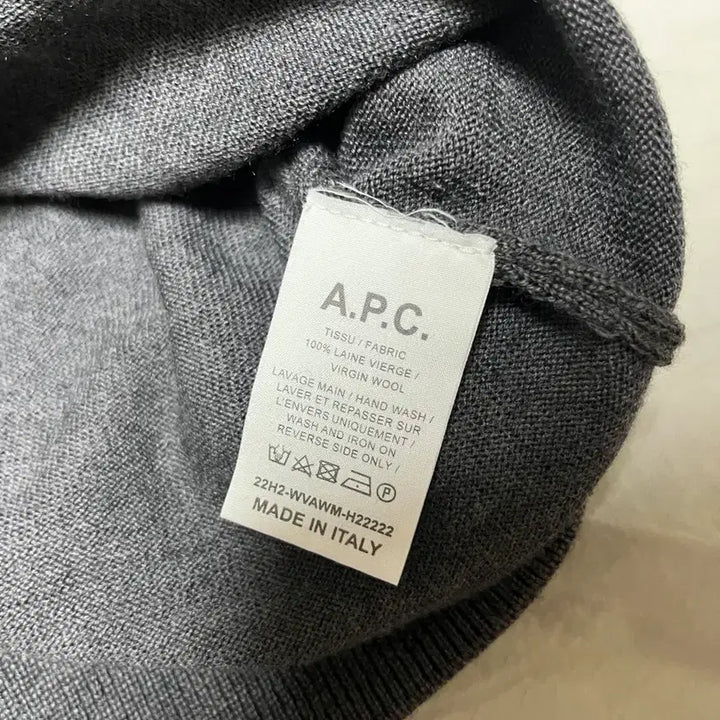 A.P.C.
TISSU / FABRIC
100% LAINE VIERGE /
VIRGIN WOOL
LAVAGE MAIN / HAND WASH /
LAVER ET REPASSER SUR
L'ENVERS UNIQUEMENT /
WASH AND IRON ON
REVERSE SIDE ONLY /
P
22H2-WVAWM-H22222
MADE IN ITALY